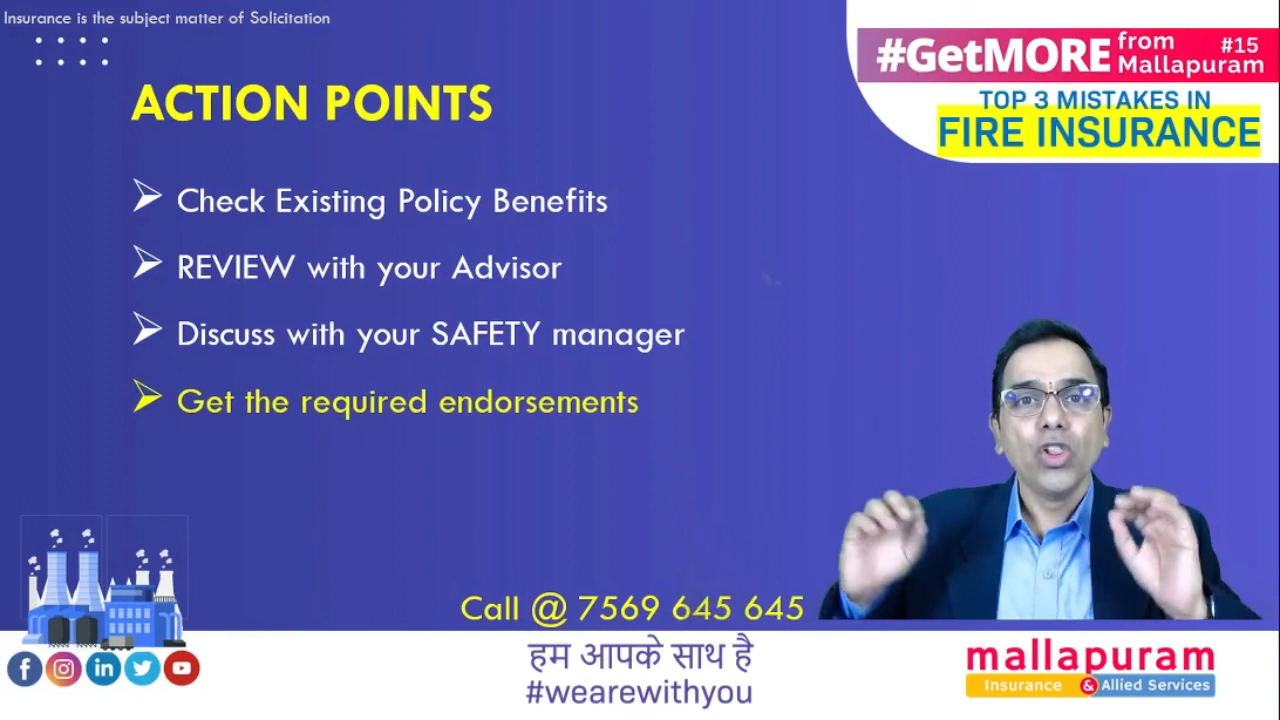 Insurance is the subject matter of Solicitation
#GetMORE from Mallapuram #15
TOP 3 MISTAKES IN
FIRE INSURANCE
ACTION POINTS
Check Existing Policy Benefits
REVIEW with your Advisor
Discuss with your SAFETY manager
Get the required endorsements
Call @ 7569 645 645
हम आपके साथ है
#wearewithyou
mallapuram
Insurance & Allied Services